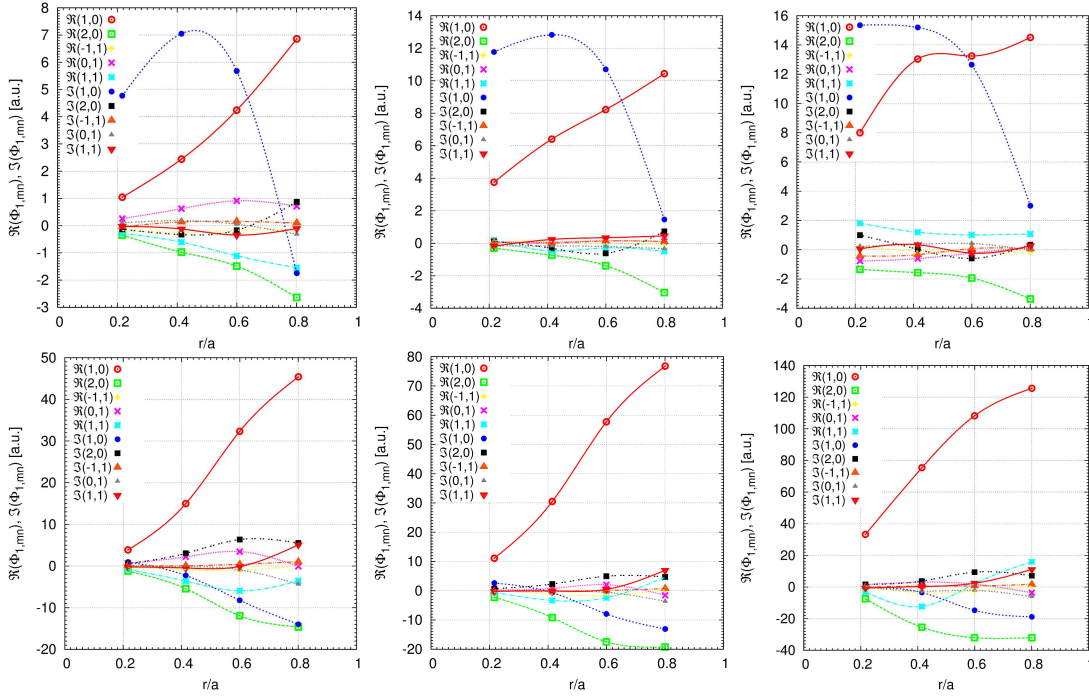 8
7
6
5
4
3
2
1
0
-1
-2
-3
0 0.2 0.4 0.6 0.8 1
r/a
ℜ(Φ1,mn), ℑ(Φ1,mn) [a.u.]
ℜ(1,0)
ℜ(2,0)
ℜ(-1,1)
ℜ(0,1)
ℜ(1,1)
ℑ(1,0)
ℑ(2,0)
ℑ(-1,1)
ℑ(0,1)
ℑ(1,1)
14
12
10
8
6
4
2
0
-2
-4
0 0.2 0.4 0.6 0.8 1
r/a
ℜ(Φ1,mn), ℑ(Φ1,mn) [a.u.]
ℜ(1,0)
ℜ(2,0)
ℜ(-1,1)
ℜ(0,1)
ℜ(1,1)
ℑ(1,0)
ℑ(2,0)
ℑ(-1,1)
ℑ(0,1)
ℑ(1,1)
16
14
12
10
8
6
4
2
0
-2
-4
0 0.2 0.4 0.6 0.8 1
r/a
ℜ(Φ1,mn), ℑ(Φ1,mn) [a.u.]
ℜ(1,0)
ℜ(2,0)
ℜ(-1,1)
ℜ(0,1)
ℜ(1,1)
ℑ(1,0)
ℑ(2,0)
ℑ(-1,1)
ℑ(0,1)
ℑ(1,1)
50
40
30
20
10
0
-10
-20
0 0.2 0.4 0.6 0.8 1
r/a
ℜ(Φ1,mn), ℑ(Φ1,mn) [a.u.]
ℜ(1,0)
ℜ(2,0)
ℜ(-1,1)
ℜ(0,1)
ℜ(1,1)
ℑ(1,0)
ℑ(2,0)
ℑ(-1,1)
ℑ(0,1)
ℑ(1,1)
80
70
60
50
40
30
20
10
0
-10
-20
0 0.2 0.4 0.6 0.8 1
r/a
ℜ(Φ1,mn), ℑ(Φ1,mn) [a.u.]
ℜ(1,0)
ℜ(2,0)
ℜ(-1,1)
ℜ(0,1)
ℜ(1,1)
ℑ(1,0)
ℑ(2,0)
ℑ(-1,1)
ℑ(0,1)
ℑ(1,1)
140
120
100
80
60
40
20
0
-20
-40
0 0.2 0.4 0.6 0.8 1
r/a
ℜ(Φ1,mn), ℑ(Φ1,mn) [a.u.]
ℜ(1,0)
ℜ(2,0)
ℜ(-1,1)
ℜ(0,1)
ℜ(1,1)
ℑ(1,0)
ℑ(2,0)
ℑ(-1,1)
ℑ(0,1)
ℑ(1,1)